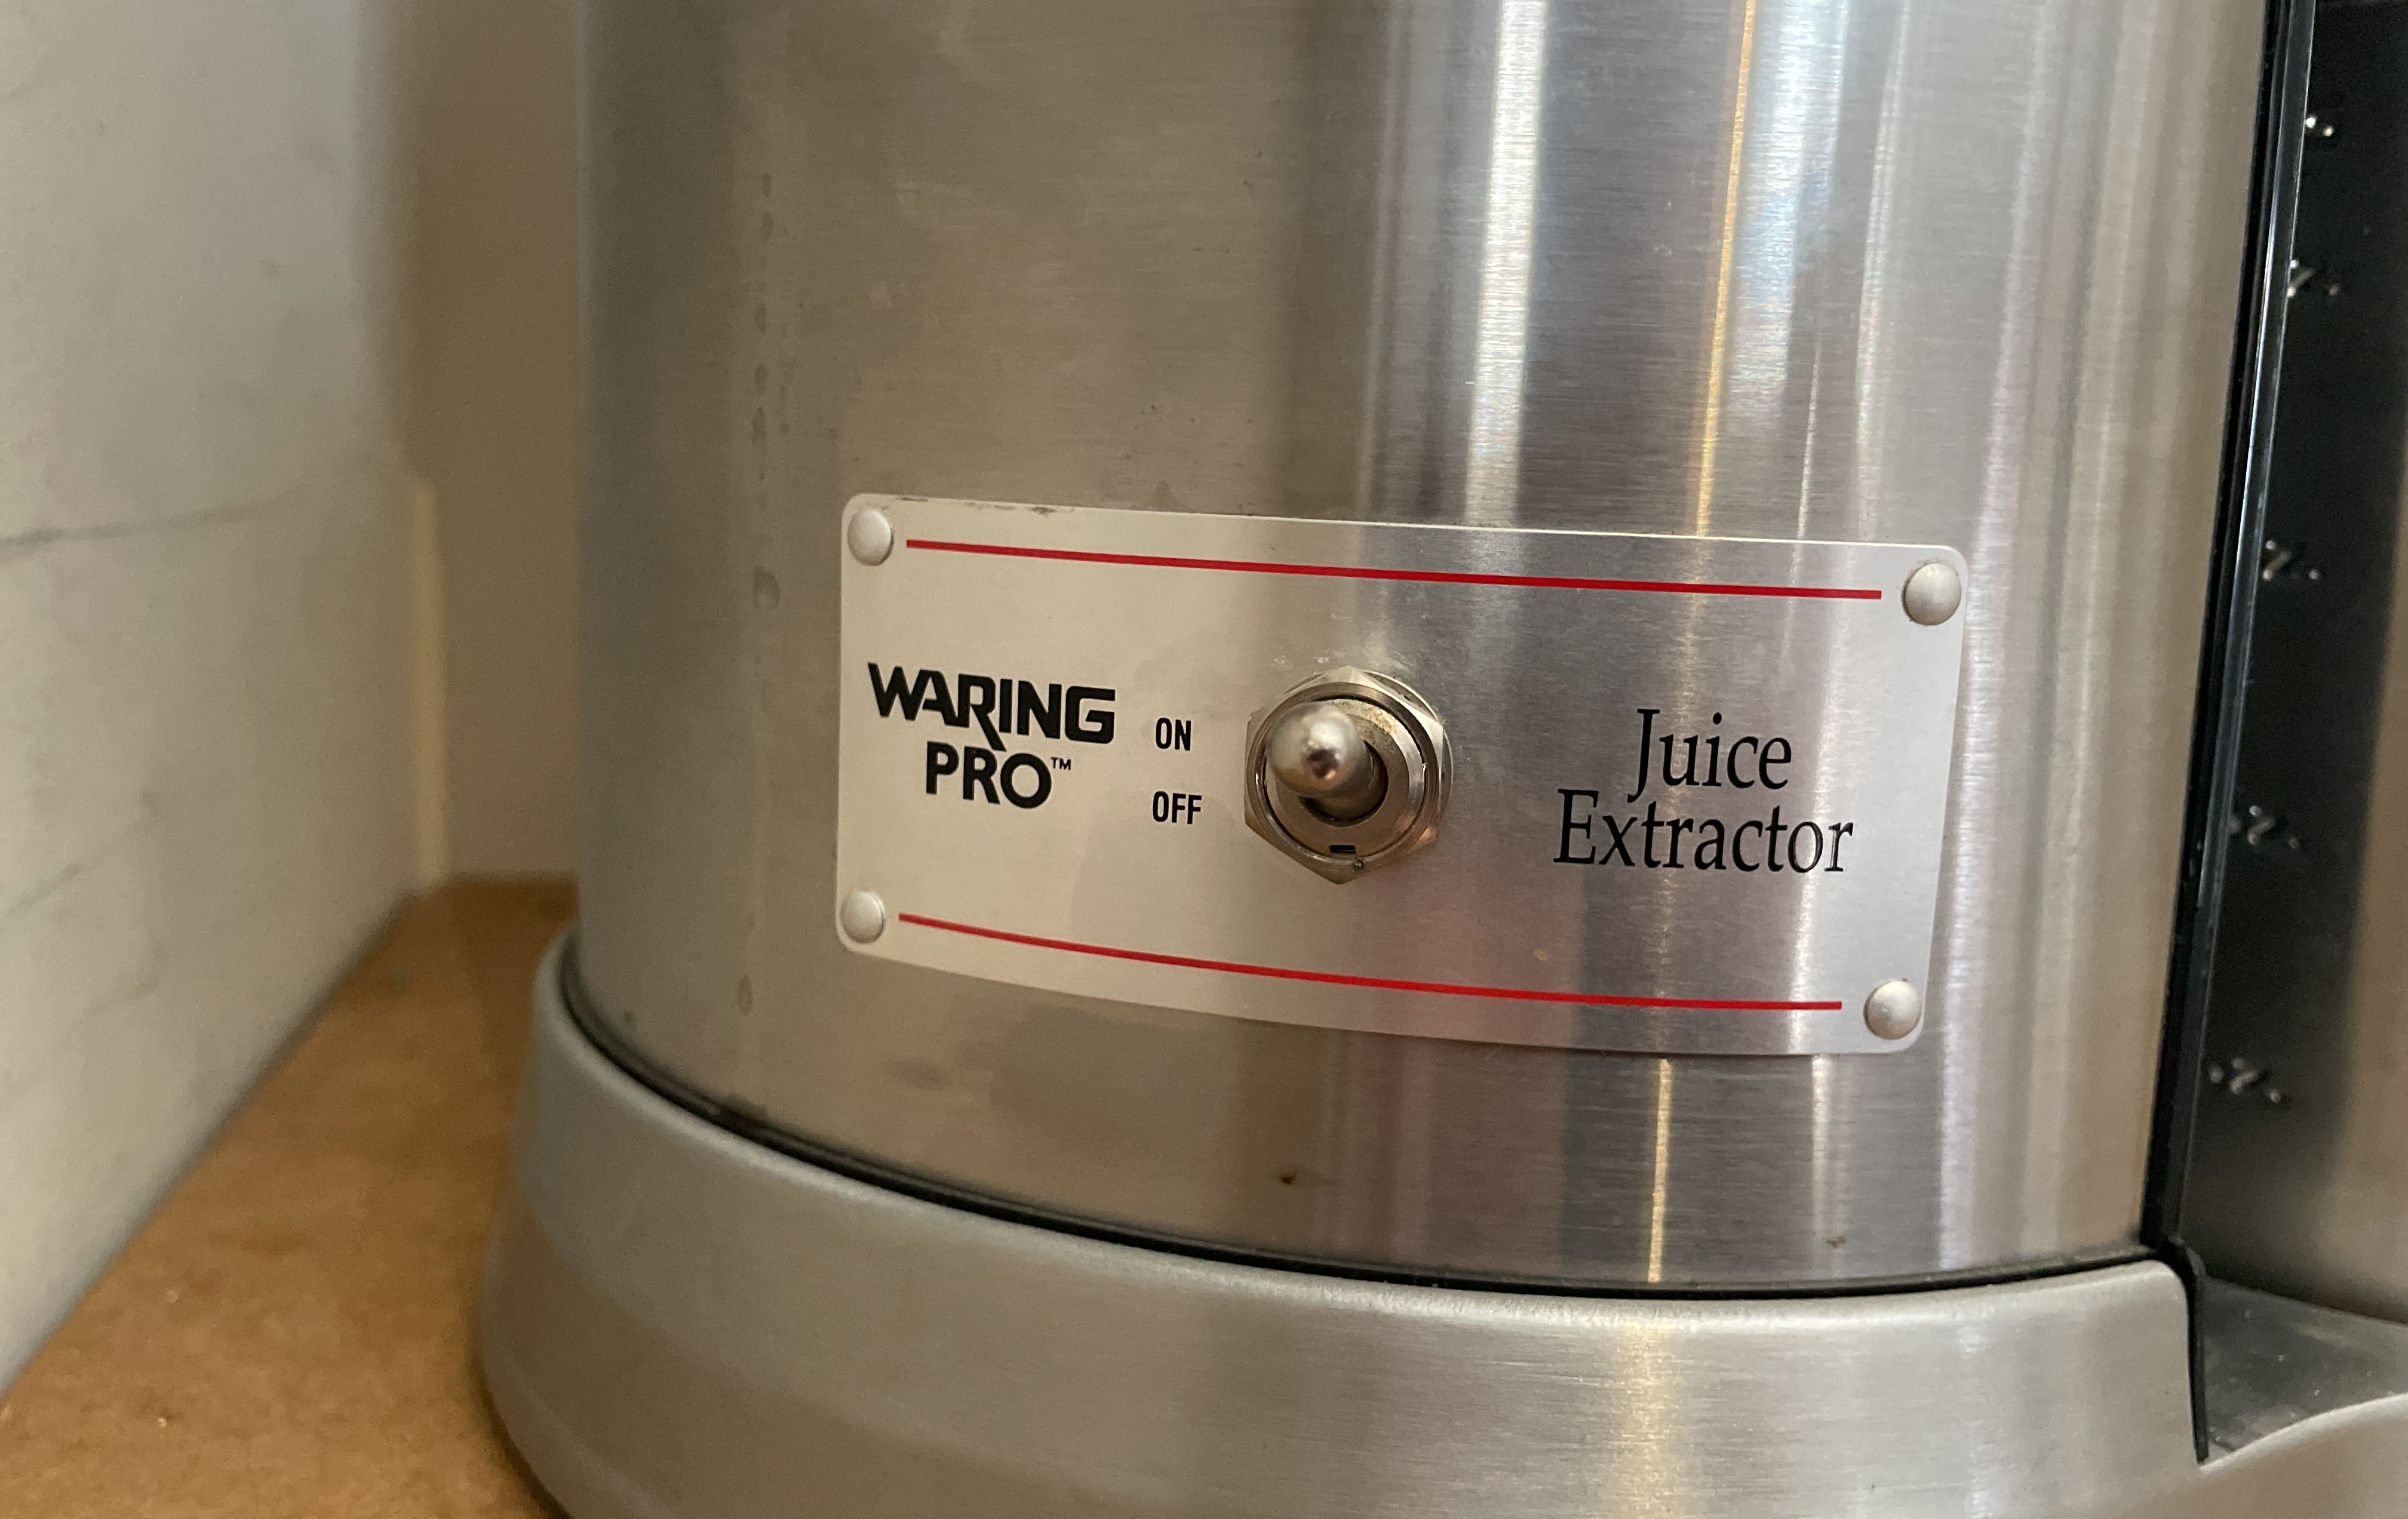 WARING
PRO™
ON
OFF
Juice
Extractor